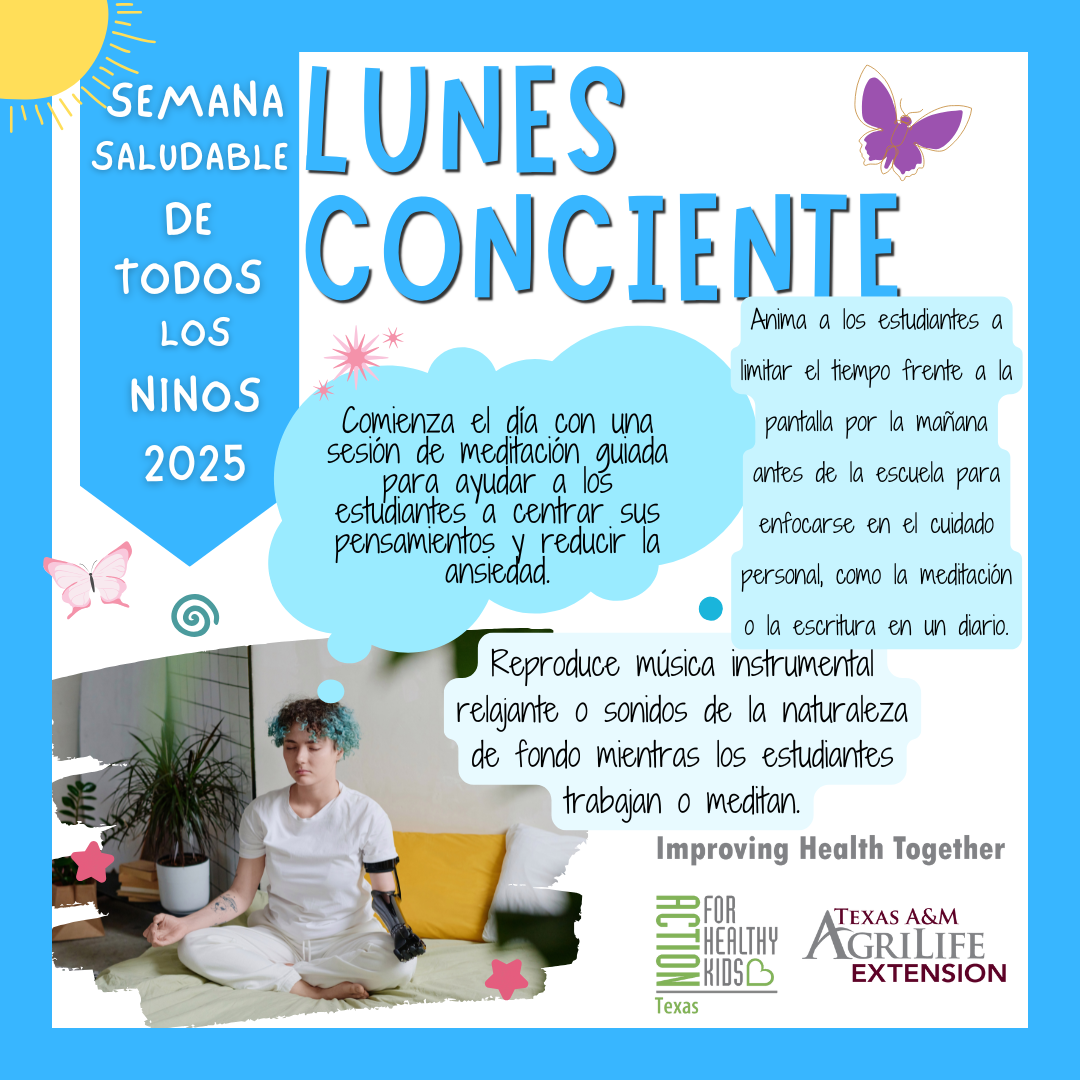 SEMANA
SALUDABLE
DE
TODOS
LOS
NINOS
2025
LUNES
CONCIENTE
Comienza el día con una
sesión de meditación guiada
para ayudar a los
estudiantes a centrar sus
pensamientos y reducir la
ansiedad.
Anima a los estudiantes a
limitar el tiempo frente a la
pantalla por la mañana
antes de la escuela para
enfocarse en el cuidado
personal, como la meditación
o la escritura en un diario.
Reproduce música instrumental
relajante o sonidos de la naturaleza
de fondo mientras los estudiantes
trabajan o meditan.
Improving Health Together
ACTION
FOR
HEALTHY
KIDS
Texas
TEXAS A&M
AGRILIFE
EXTENSION